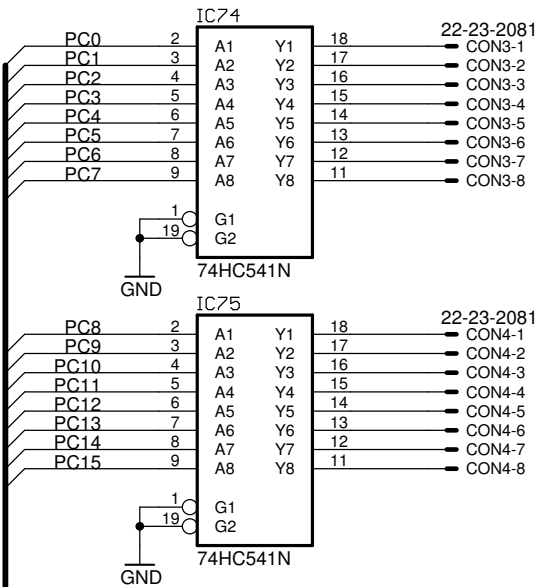 IC74
22-23-2081
PC0 2 A1 Y1 18 CON3-1
PC1 3 A2 Y2 17 CON3-2
PC2 4 A3 Y3 16 CON3-3
PC3 5 A4 Y4 15 CON3-4
PC4 6 A5 Y5 14 CON3-5
PC5 7 A6 Y6 13 CON3-6
PC6 8 A7 Y7 12 CON3-7
PC7 9 A8 Y8 11 CON3-8
1 G1
19 G2
74HC541N
GND
IC75
22-23-2081
PC8 2 A1 Y1 18 CON4-1
PC9 3 A2 Y2 17 CON4-2
PC10 4 A3 Y3 16 CON4-3
PC11 5 A4 Y4 15 CON4-4
PC12 6 A5 Y5 14 CON4-5
PC13 7 A6 Y6 13 CON4-6
PC14 8 A7 Y7 12 CON4-7
PC15 9 A8 Y8 11 CON4-8
1 G1
19 G2
74HC541N
GND